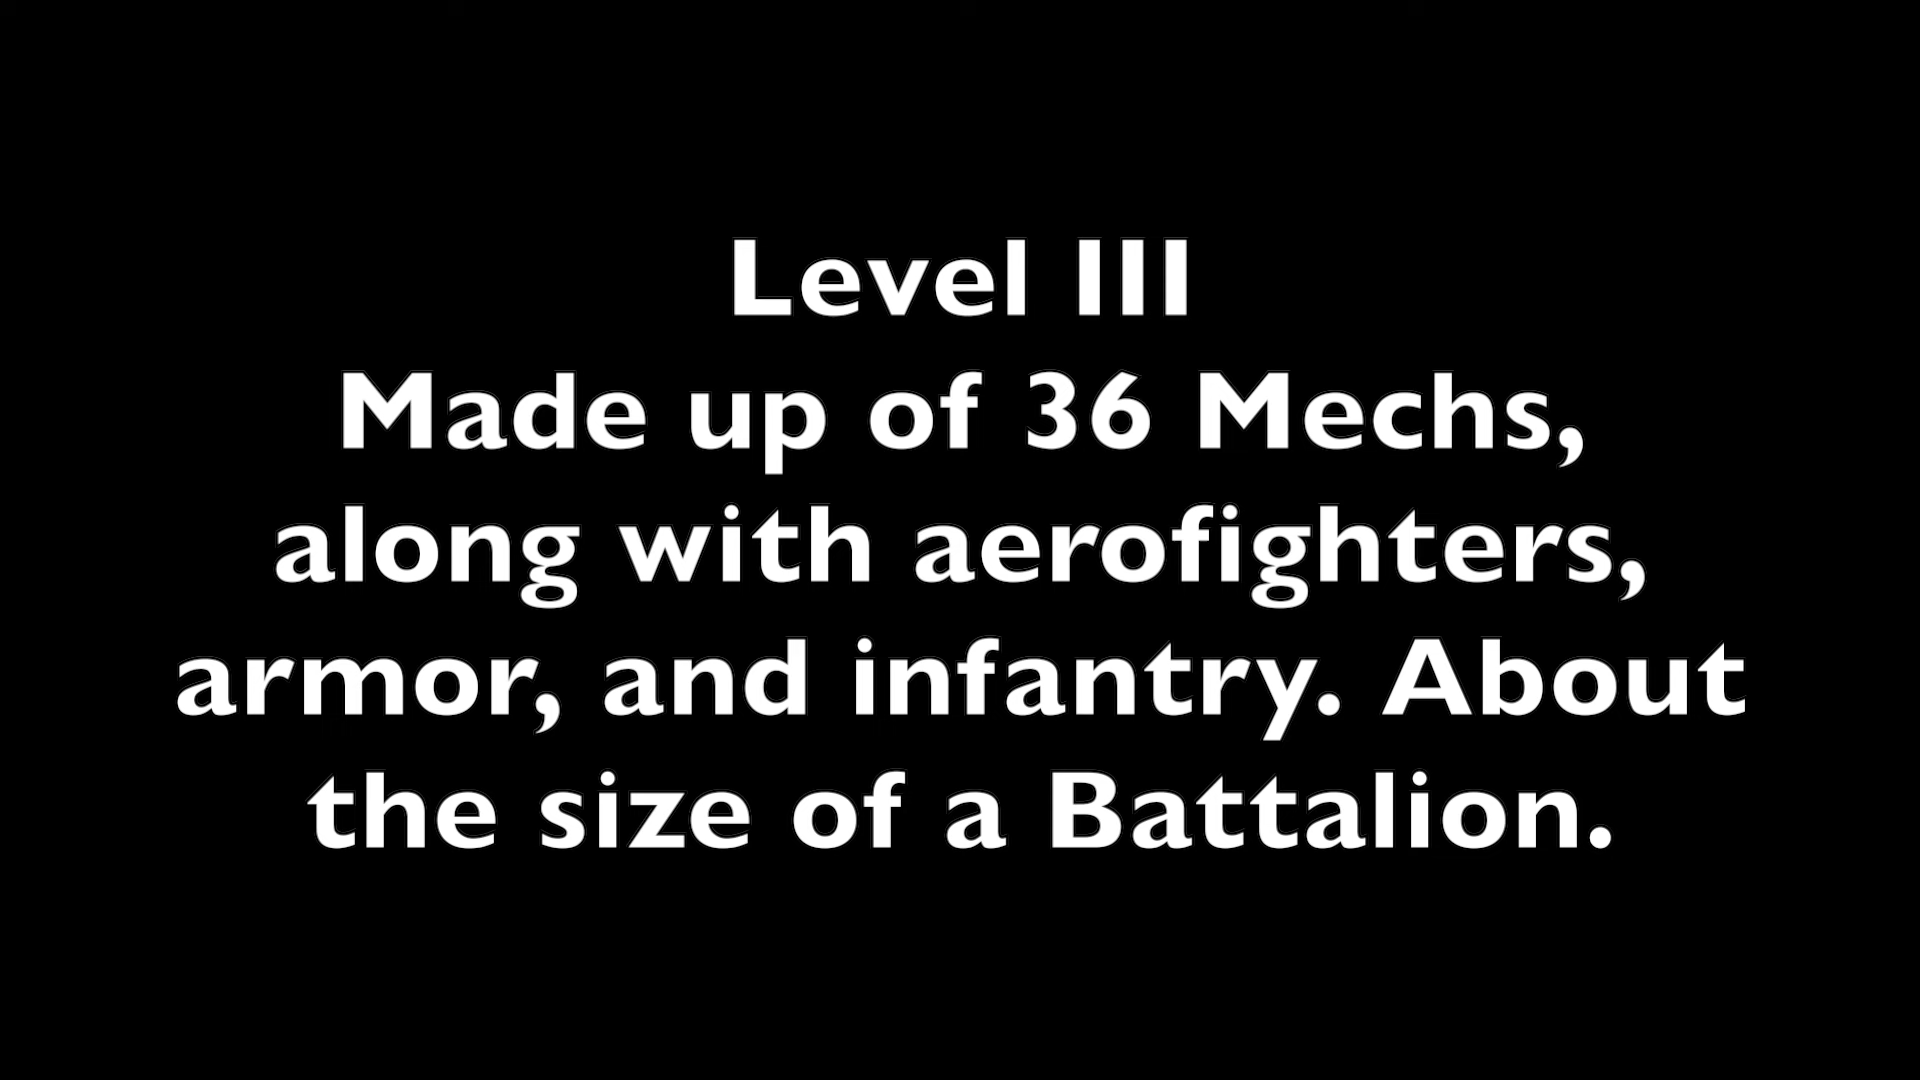 Level III
Made up of 36 Mechs,
along with aerofighters,
armor, and infantry. About
the size of a Battalion.